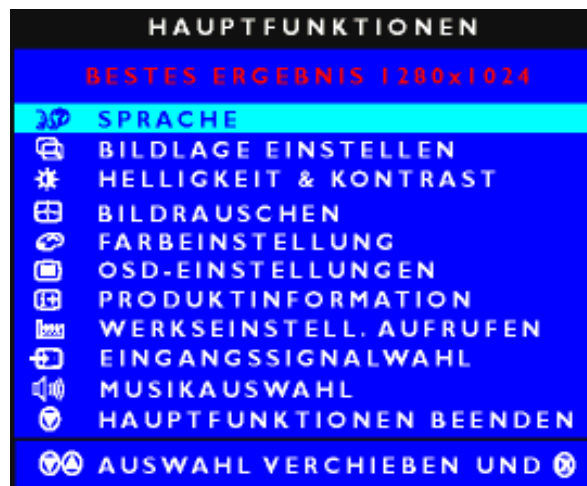 HAUPTFUNKTIONEN
BESTES ERGEBNIS 1280x1024
SPRACHE
BILDLAGE EINSTELLEN
HELLIGKEIT & KONTRAST
BILDRAUSCHEN
FARBEINSTELLUNG
OSD-EINSTELLUNGEN
PRODUKTINFORMATION
WERKSEINSTELL. AUFRUFEN
EINGANGSSIGNALWAHL
MUSIKAUSWAHL
HAUPTFUNKTIONEN BEENDEN
AUSWAHL VERCHIEBEN UND